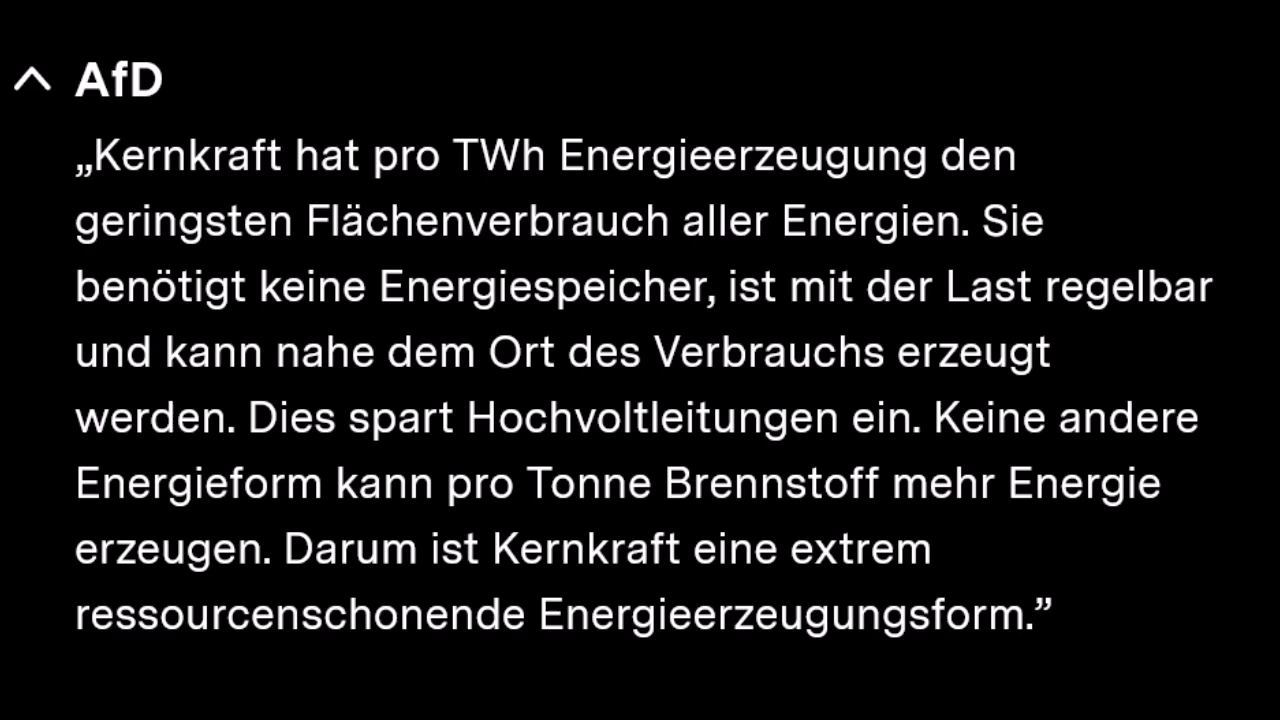 AfD
„Kernkraft hat pro TWh Energieerzeugung den
geringsten Flächenverbrauch aller Energien. Sie
benötigt keine Energiespeicher, ist mit der Last regelbar
und kann nahe dem Ort des Verbrauchs erzeugt
werden. Dies spart Hochvoltleitungen ein. Keine andere
Energieform kann pro Tonne Brennstoff mehr Energie
erzeugen. Darum ist Kernkraft eine extrem
ressourcenschonende Energieerzeugungsform.”